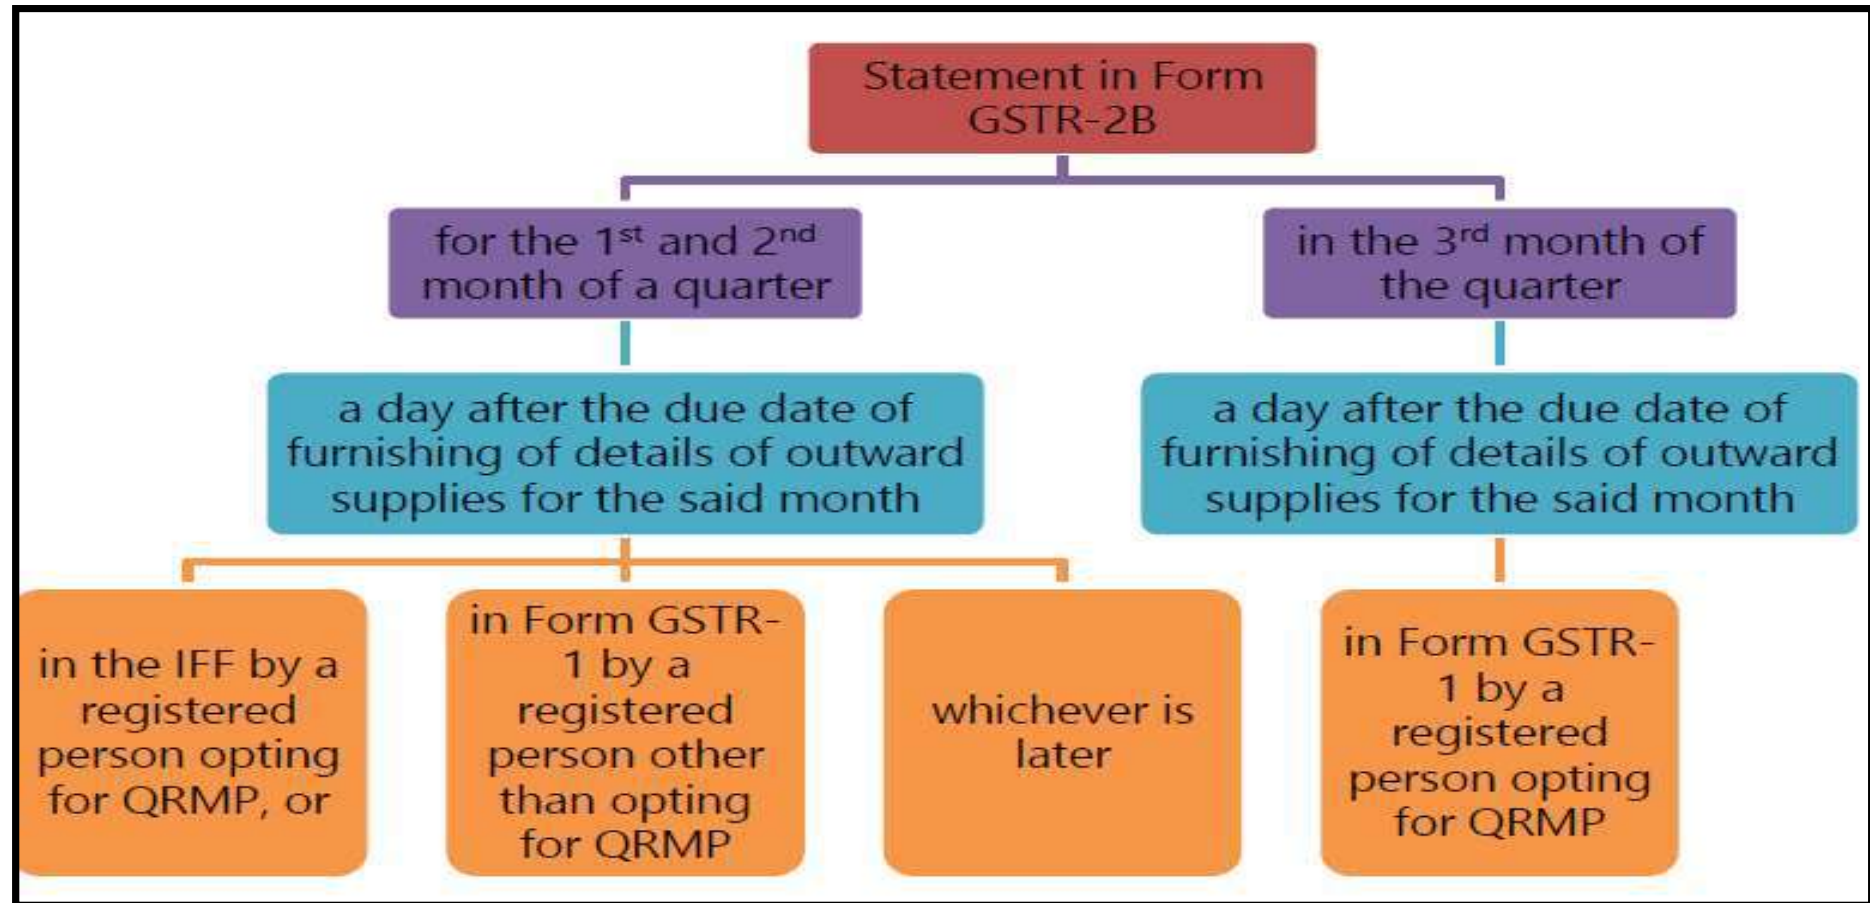 Statement in Form
GSTR-2B
for the 1st and 2nd
month of a quarter
in the 3rd month of
the quarter
a day after the due date of
furnishing of details of outward
supplies for the said month
a day after the due date of
furnishing of details of outward
supplies for the said month
in the IFF by a
registered
person opting
for QRMP, or
in Form GSTR-
1 by a
registered
person other
than opting
for QRMP
whichever is
later
in Form GSTR-
1 by a
registered
person opting
for QRMP